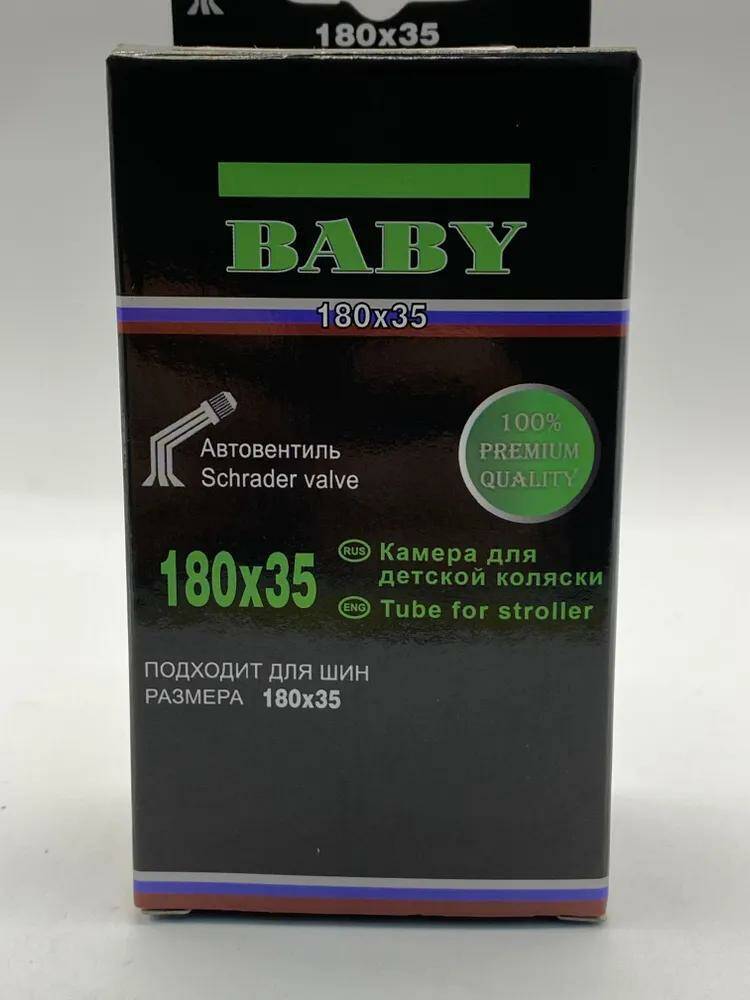 180x35
BABY
180x35
Автовентиль
Schrader valve
100%
PREMIUM
QUALITY
180x35
RUS Камера для
детской коляски
ENG Tube for stroller
ПОДХОДИТ ДЛЯ ШИН
РАЗМЕРА 180x35